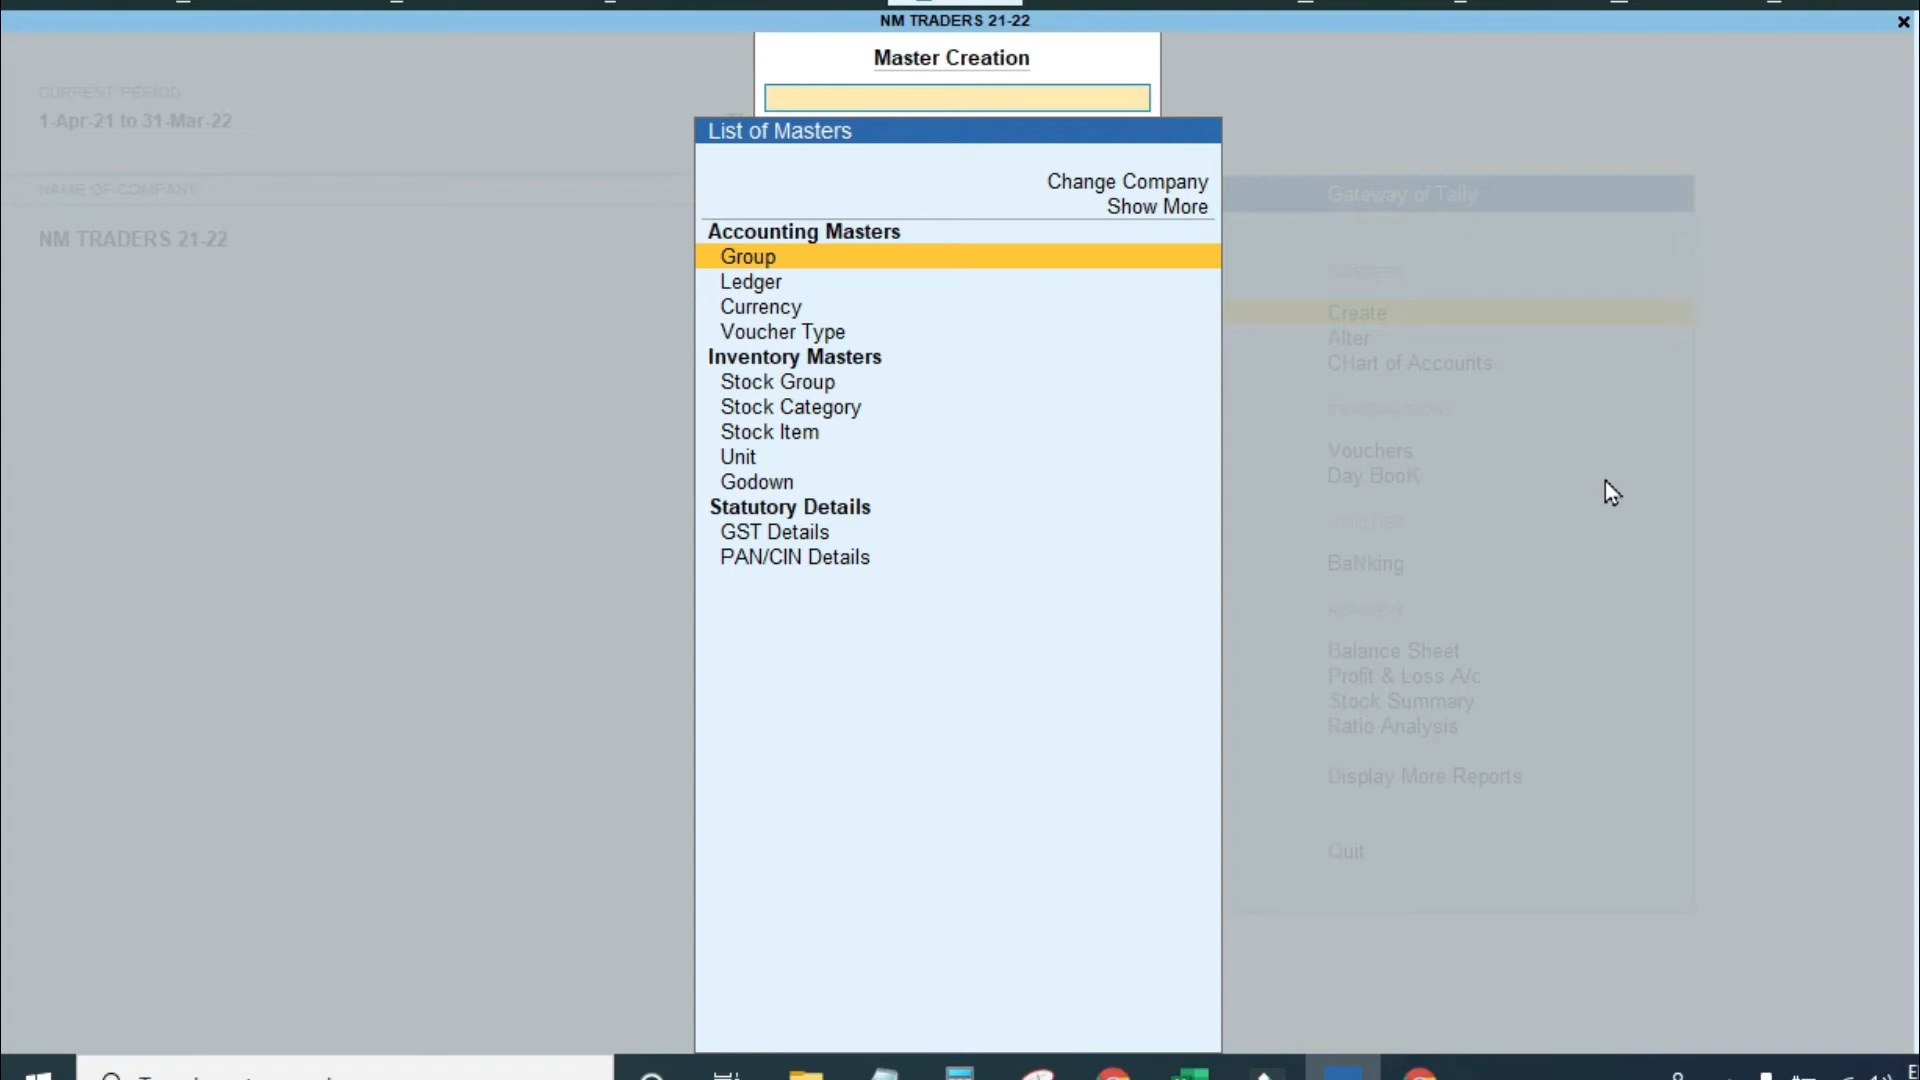 NM TRADERS 21-22
Master Creation
CURRENT PERIOD
1-Apr-21 to 31-Mar-22
List of Masters
Change Company
Show More
NAME OF COMPANY
NM TRADERS 21-22
Accounting Masters
Group
Ledger
Currency
Voucher Type
Inventory Masters
Stock Group
Stock Category
Stock Item
Unit
Godown
Statutory Details
GST Details
PAN/CIN Details
Gateway of Tally
Create
Alter
CHart of Accounts
Vouchers
Day BooK
BaNking
Balance Sheet
Profit & Loss A/c
Stock Summary
Ratio Analysis
Display More Reports
Quit